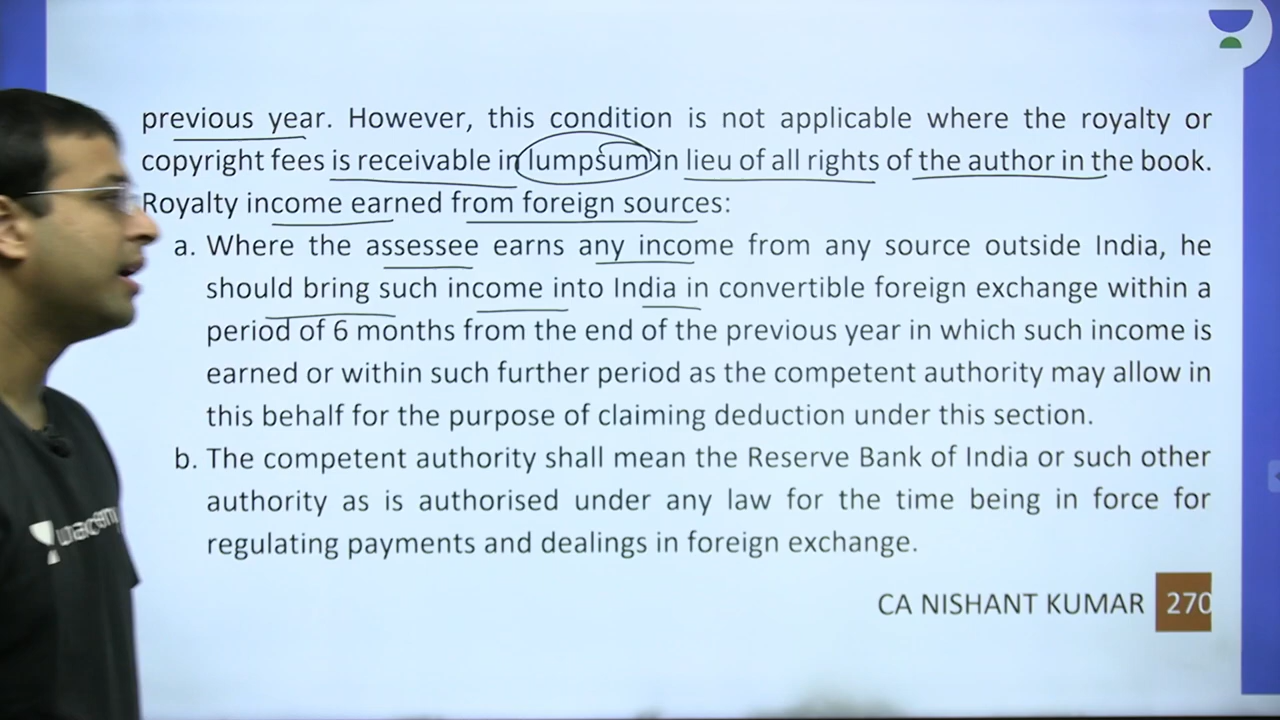 previous year. However, this condition is not applicable where the royalty or
copyright fees is receivable in lumpsum in lieu of all rights of the author in the book.
Royalty income earned from foreign sources:
a. Where the assessee earns any income from any source outside India, he
should bring such income into India in convertible foreign exchange within a
period of 6 months from the end of the previous year in which such income is
earned or within such further period as the competent authority may allow in
this behalf for the purpose of claiming deduction under this section.
b. The competent authority shall mean the Reserve Bank of India or such other
authority as is authorised under any law for the time being in force for
regulating payments and dealings in foreign exchange.
unacademy
CA NISHANT KUMAR 270